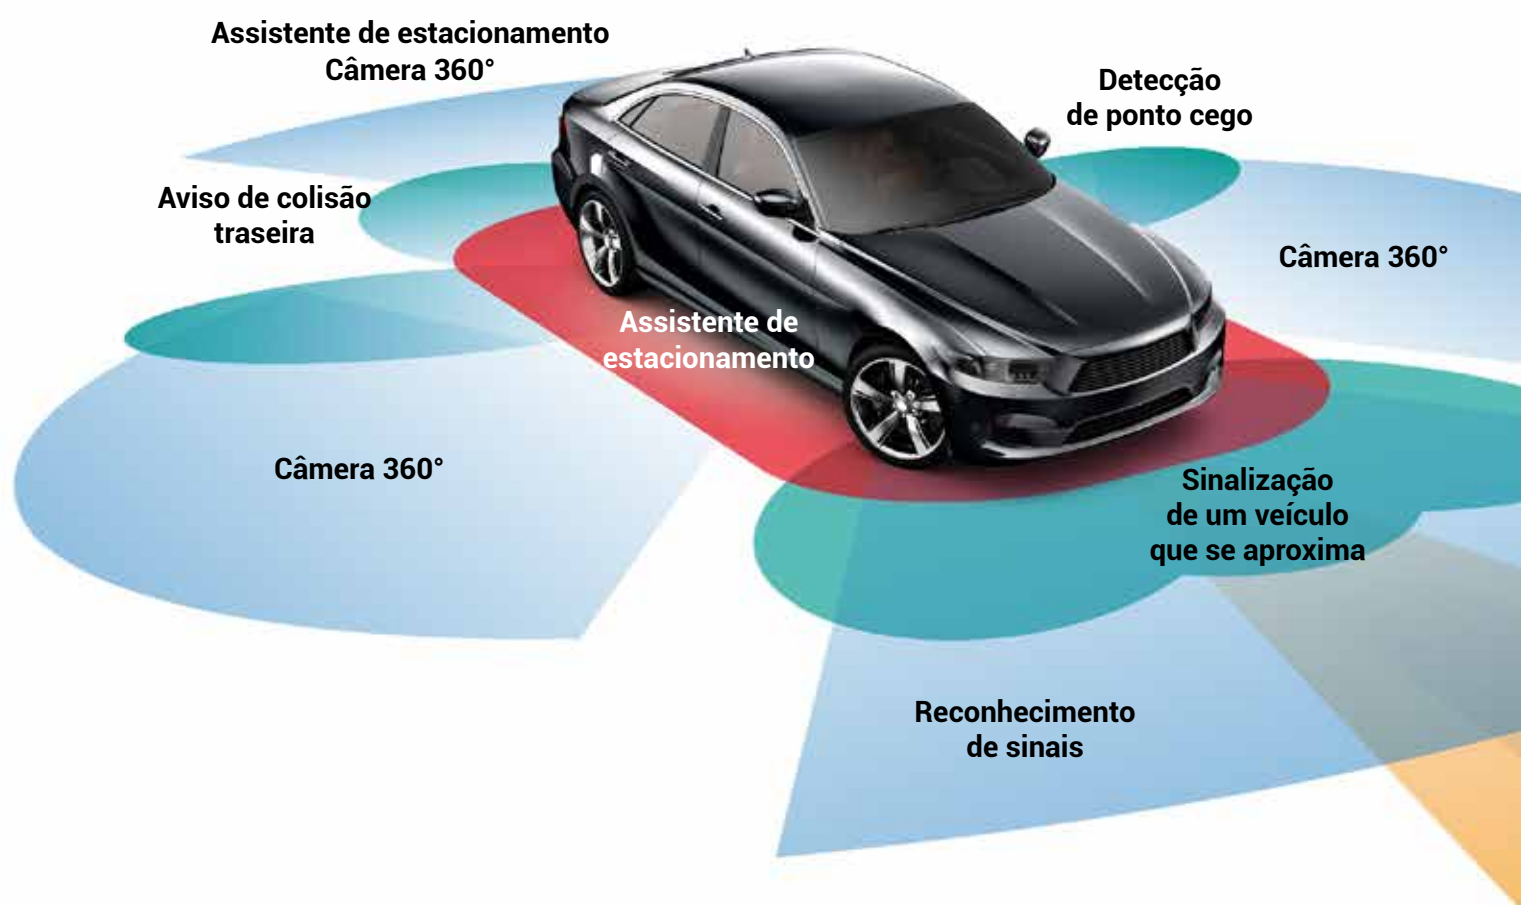 Assistente de estacionamento
Câmera 360°
Detecção
de ponto cego
Aviso de colisão
traseira
Câmera 360°
Assistente de
estacionamento
Câmera 360°
Sinalização
de um veículo
que se aproxima
Reconhecimento
de sinais